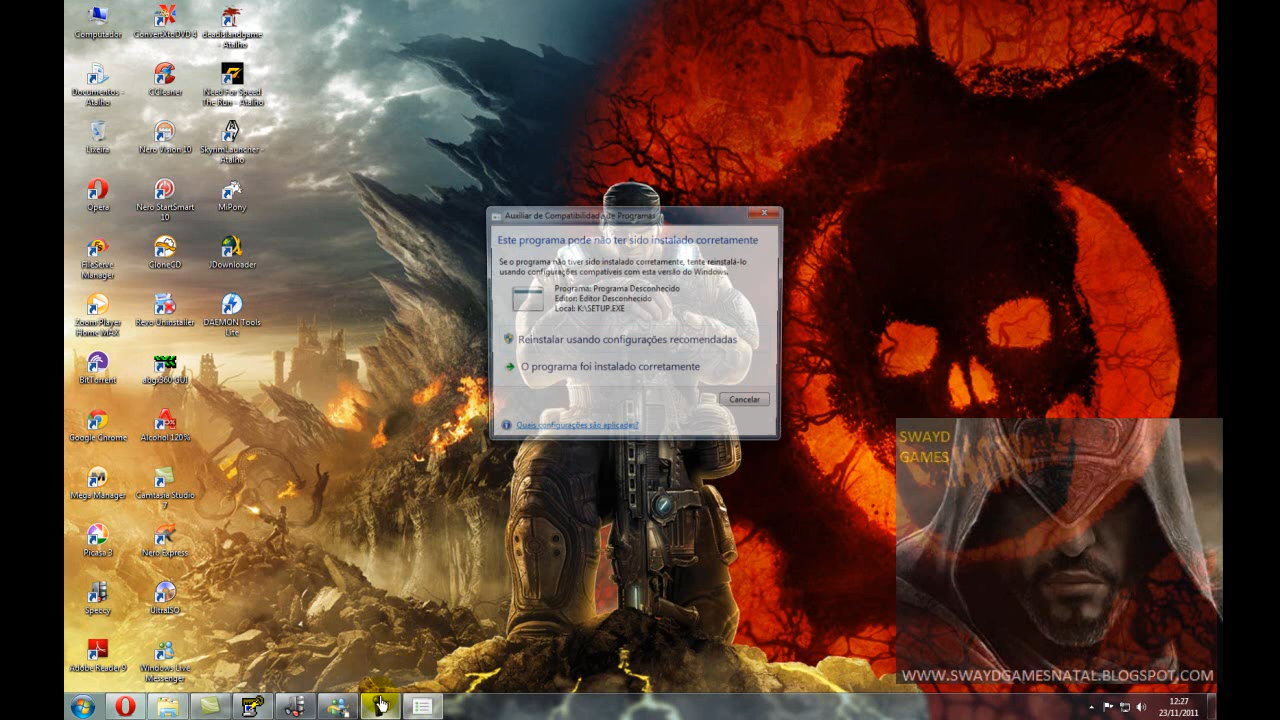 Computador
ConvertXtoDVD 4
deadislandgame
- Atalho
Documentos -
Atalho
CCleaner
Need For Speed
The Run - Atalho
Lixeira
Nero Vision 10
SkyrimLauncher -
Atalho
Opera
Nero StartSmart
10
MiPony
FileServe
Manager
CloneCD
JDownloader
Zoom Player
Home MAX
Revo Uninstaller
DAEMON Tools
Lite
BitTorrent
abgx360 GUI
Google Chrome
Alcohol 120%
Mega Manager
Camtasia Studio
7
Picasa 3
Nero Express
Speccy
UltraISO
Adobe Reader 9
Windows Live
Messenger
Auxiliar de Compatibilidade de Programas
Este programa pode não ter sido instalado corretamente
Se o programa não tiver sido instalado corretamente, tente reinstalá-lo
usando configurações compatíveis com esta versão do Windows.
Programa: Programa Desconhecido
Editor: Editor Desconhecido
Local: K:\SETUP.EXE
Reinstalar usando configurações recomendadas
O programa foi instalado corretamente
Cancelar
Quais configurações são aplicadas?
SWAYD
GAMES
WWW.SWAYDGAMESNATAL.BLOGSPOT.COM
12:27
23/11/2011